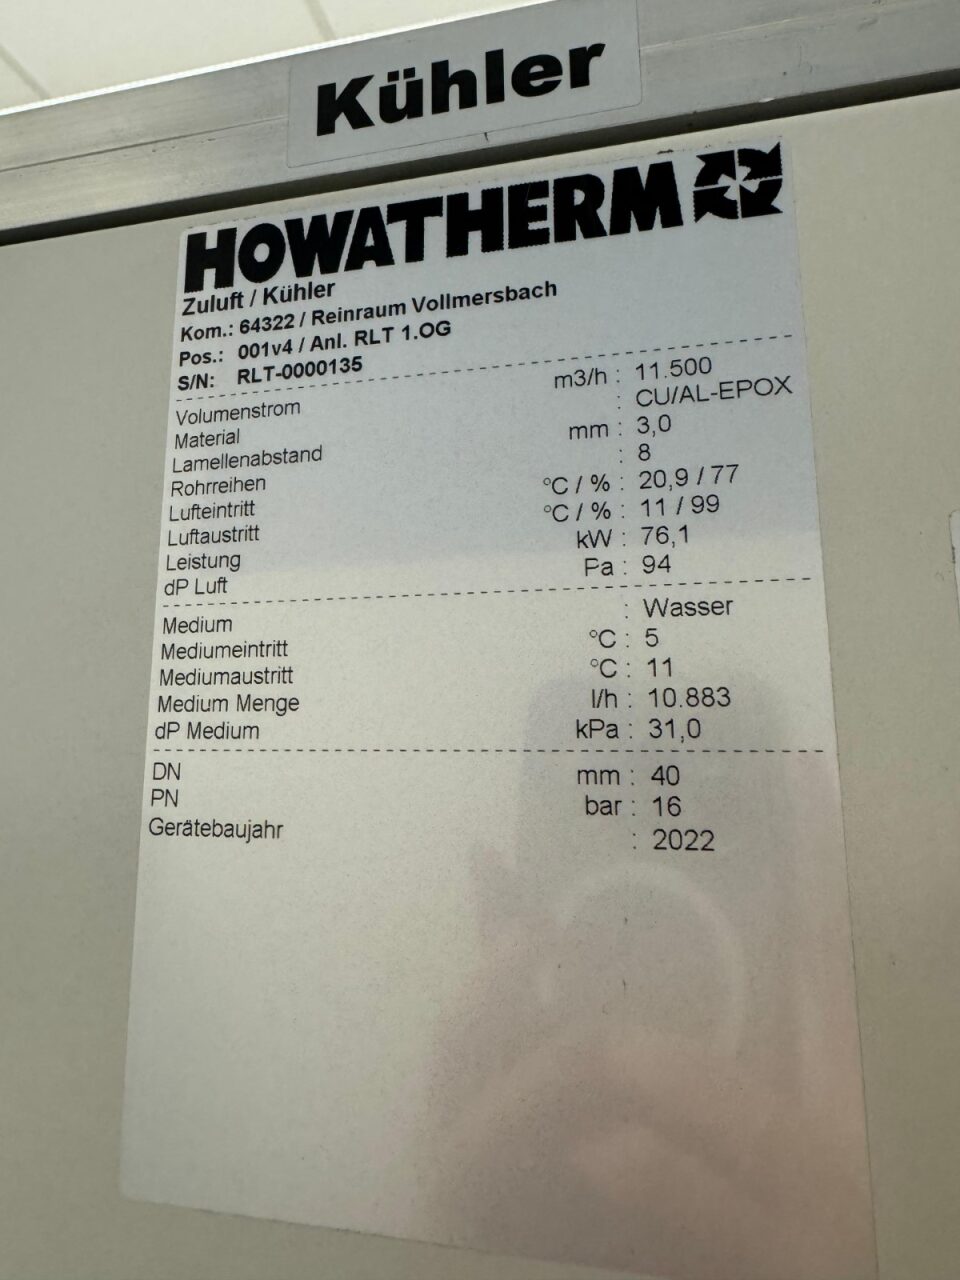 Kühler
HOWATHERM
Zuluft / Kühler
Kom.: 64322 / Reinraum Vollmersbach
Pos.: 001v4 / Anl. RLT 1.OG
S/N: RLT-0000135
Volumenstrom m3/h : 11.500
Material : CU/AL-EPOX
Lamellenabstand mm : 3,0
Rohrreihen : 8
Lufteintritt °C / % : 20,9 / 77
Luftaustritt °C / % : 11 / 99
Leistung kW : 76,1
dP Luft Pa : 94
Medium : Wasser
Mediumeintritt °C : 5
Mediumaustritt °C : 11
Medium Menge l/h : 10.883
dP Medium kPa : 31,0
DN mm : 40
PN bar : 16
Gerätebaujahr : 2022